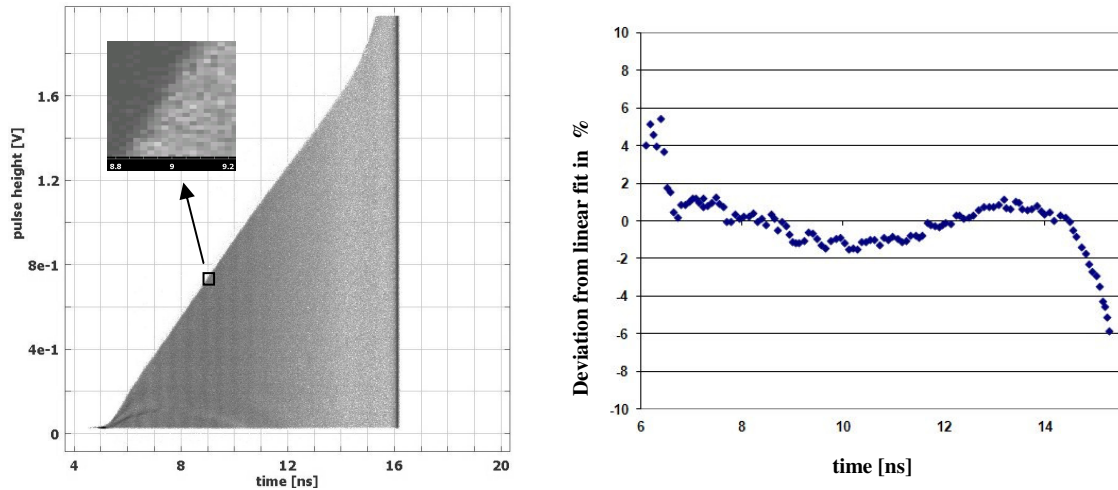 pulse height [V]
1.6
1.2
8e-1
4e-1
0
8.8 9 9.2
4 8 12 16 20
time [ns]
Deviation from linear fit in %
10
8
6
4
2
0
-2
-4
-6
-8
-10
6 8 10 12 14
time [ns]